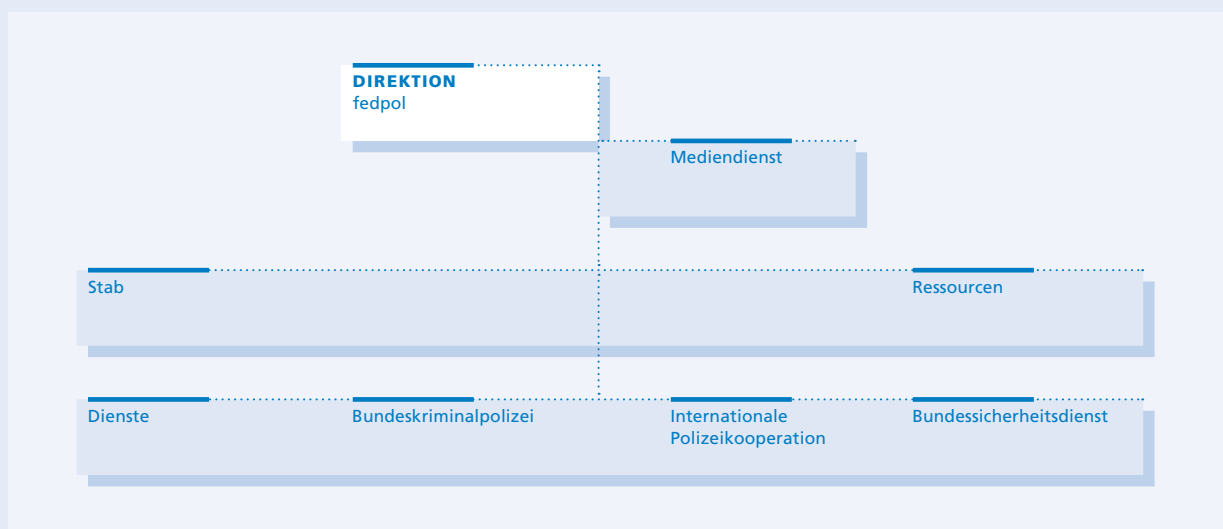 DIREKTION
fedpol
Mediendienst
Stab
Ressourcen
Dienste
Bundeskriminalpolizei
Internationale
Polizeikooperation
Bundessicherheitsdienst